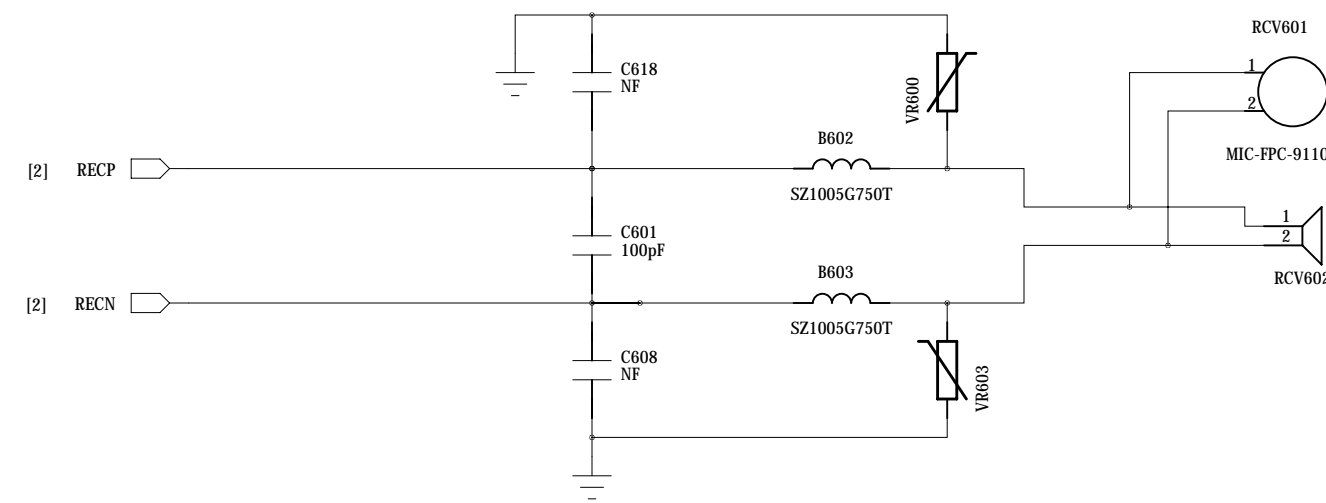 RCV601
C618
NF
VR600
1
2
B602
MIC-FPC-9110
[2] RECP
SZ1005G750T
C601
100pF
1
2
B603
RCV602
[2] RECN
SZ1005G750T
C608
NF
VR603